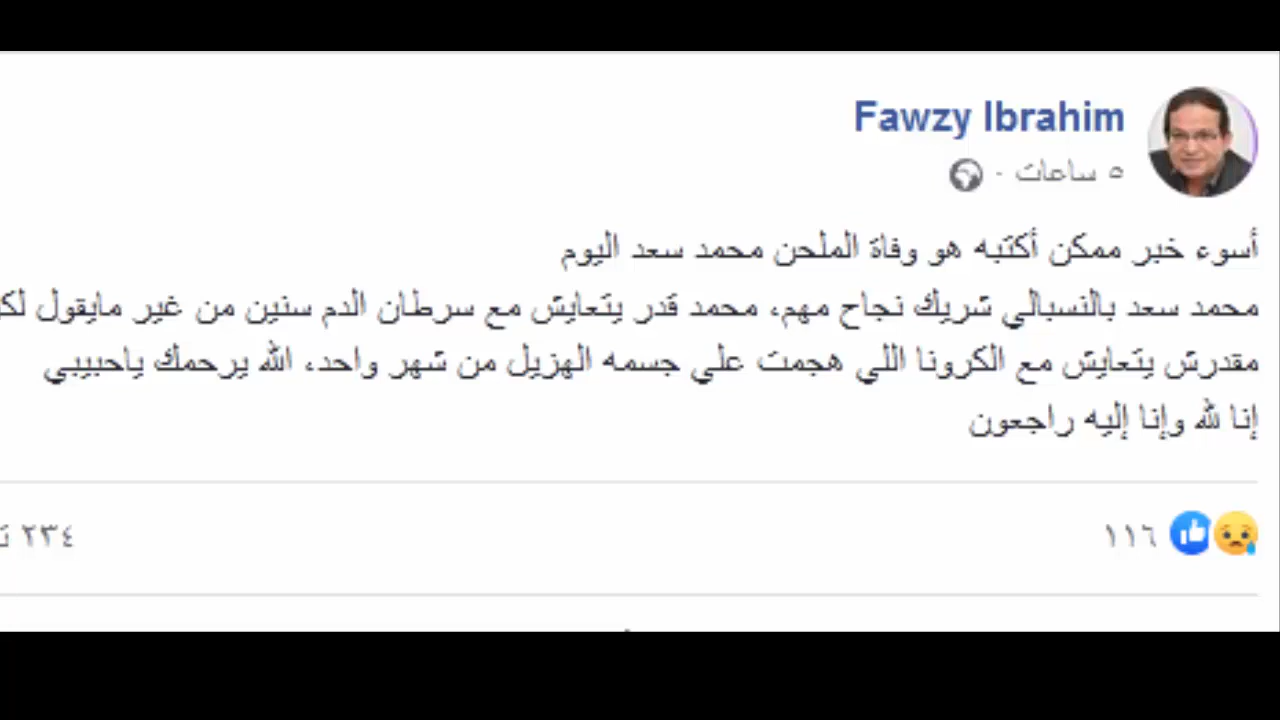 Fawzy Ibrahim
٥ ساعات ·
أسوء خبر ممكن أكتبه هو وفاة الملحن محمد سعد اليوم
محمد سعد بالنسبالي شريك نجاح مهم، محمد قدر يتعايش مع سرطان الدم سنين من غير مايقول
مقدرش يتعايش مع الكرونا اللي هجمت علي جسمه الهزيل من شهر واحد، الله يرحمك ياحبيبي
إنا لله وإنا إليه راجعون
١١٦
٢٣٤